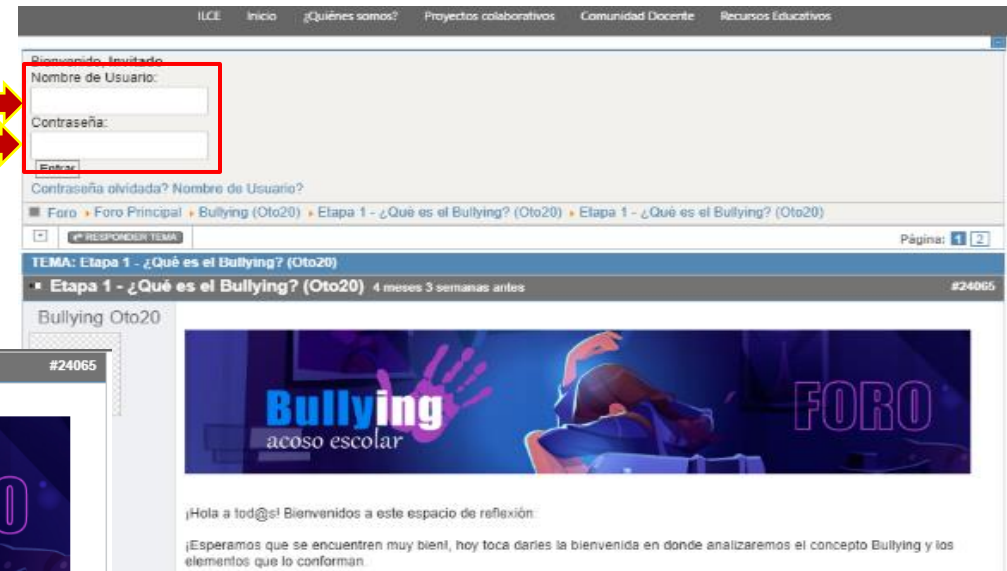 ILCE Inicio ¿Quiénes somos? Proyectos colaborativos Comunidad Docente Recursos Educativos
Bienvenido, Invitado
Nombre de Usuario:
Contraseña:
Entrar
Contraseña olvidada? Nombre de Usuario?
Foro Foro Principal Bullying (Oto20) Etapa 1 - ¿Qué es el Bullying? (Oto20) Etapa 1 - ¿Qué es el Bullying? (Oto20)
RESPONDER TEMA Página: 1 2
TEMA: Etapa 1 - ¿Qué es el Bullying? (Oto20)
Etapa 1 - ¿Qué es el Bullying? (Oto20) 4 meses 3 semanas antes #24065
Bullying Oto20
#24065
Bullying
acoso escolar
FORO
O
¡Hola a tod@s! Bienvenidos a este espacio de reflexión:
¡Esperamos que se encuentren muy bien!, hoy toca darles la bienvenida en donde analizaremos el concepto Bullying y los
elementos que lo conforman.